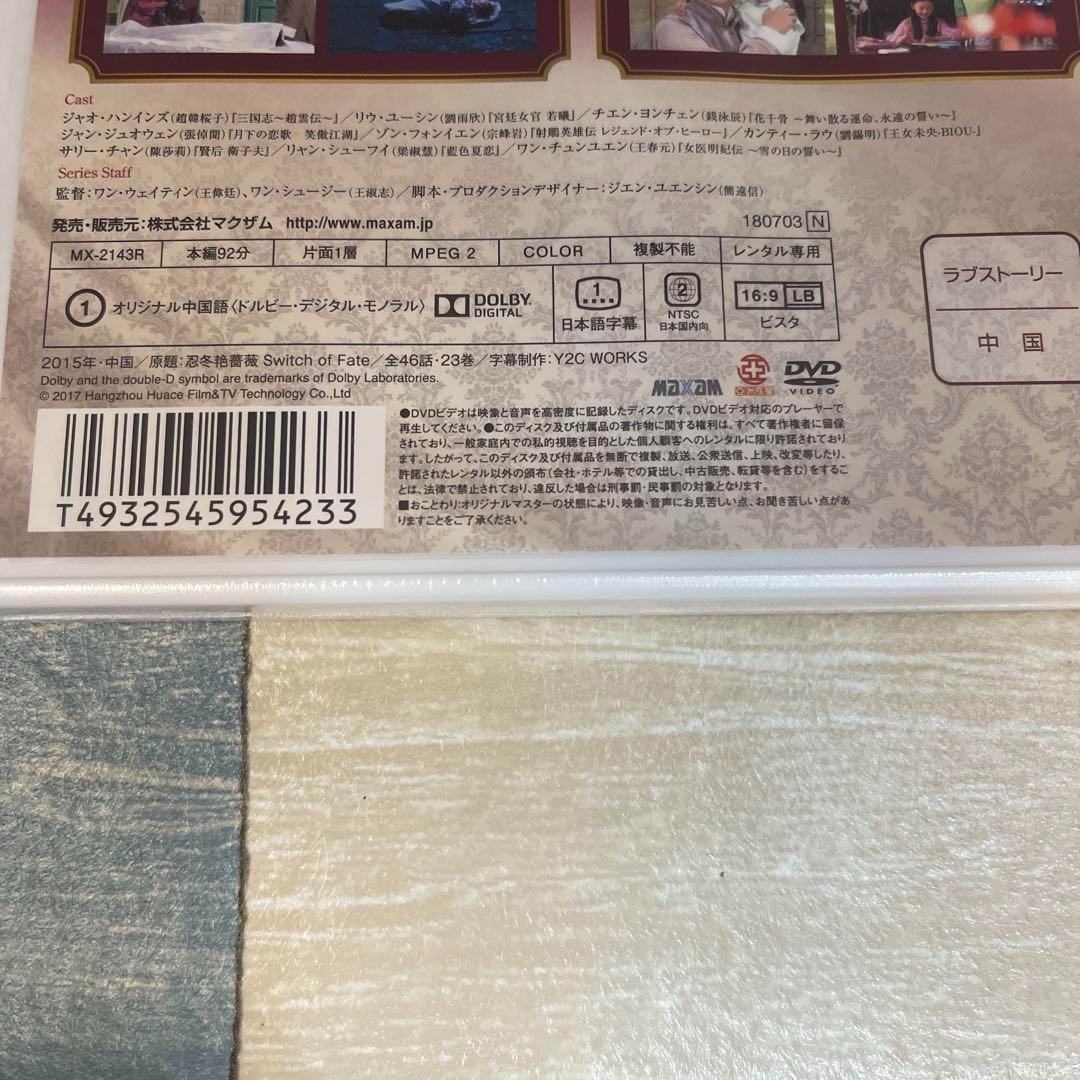 Cast
ジャオ・ハンインズ(趙韓桜子)『三国志〜趙雲伝〜』／リウ・ユーシン(劉雨欣)『宮廷女官 若曦』／チエン・ヨンチェン(銭泳辰)『花千骨 〜舞い散る運命、永遠の誓い〜』
ジャン・ジュオウェン(張倬聞)『月下の恋歌 笑傲江湖』／ゾン・フォンイエン(宗峰岩)『射鵰英雄伝 レジェンド・オブ・ヒーロー』／カンティー・ラウ(劉錫明)『王女未央-BIOU-』
サリー・チャン(陳莎莉)『賢后 衛子夫』／リャン・シューフイ(梁淑慧)『藍色夏恋』／ワン・チュンユエン(王春元)『女医明妃伝 〜雪の日の誓い〜』
Series Staff
監督：ワン・ウェイティン(王偉廷)、ワン・シュージー(王淑志)／脚本・プロダクションデザイナー：ジエン・ユエンシン(簡遠信)
発売・販売元：株式会社マクザム http://www.maxam.jp
180703 N
MX-2143R 本編92分 片面1層 MPEG 2 COLOR 複製不能 レンタル専用
1 オリジナル中国語〈ドルビー・デジタル・モノラル〉 DOLBY DIGITAL
1 日本語字幕
2 NTSC 日本国内向
16:9 LB ビスタ
ラブストーリー
中 国
2015年・中国／原題：忍冬艶薔薇 Switch of Fate／全46話・23巻／字幕制作：Y2C WORKS
Dolby and the double-D symbol are trademarks of Dolby Laboratories.
© 2017 Hangzhou Huace Film&TV Technology Co.,Ltd
MAXAM
DVD VIDEO
●DVDビデオは映像と音声を高密度に記録したディスクです。DVDビデオ対応のプレーヤーで
再生してください。●このディスク及び付属品の著作物に関する権利は、すべて著作権者に留保
されており、一般家庭内での私的視聴を目的とした個人顧客へのレンタルに限り許諾されており
ます。したがって、このディスク及び付属品を無断で複製、放送、公衆送信、上映、改変等したり、
許諾されたレンタル以外の頒布(会社・ホテル等での貸出し、中古販売、転貸等を含む)をするこ
とは、法律で禁止されており、違反した場合は刑事罰・民事罰の対象となります。
■おことわり：オリジナルマスターの状態により、映像・音声にお見苦しい点、お聞き苦しい点があ
りますことをご了承ください。
T4932545954233